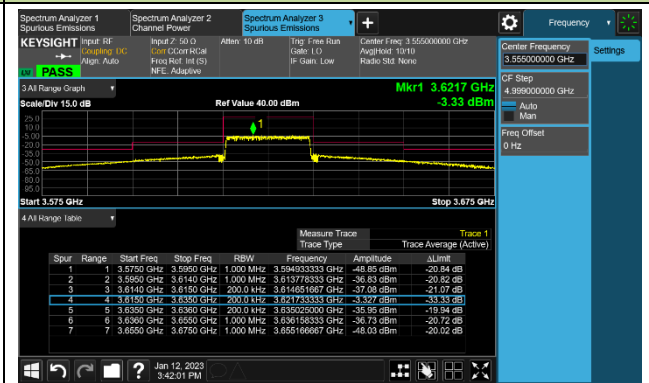 Spectrum Analyzer 1
Spurious Emissions
Spectrum Analyzer 2
Channel Power
Spectrum Analyzer 3
Spurious Emissions
+
Frequency
KEYSIGHT
Input: RF
Coupling: DC
Align: Auto
Input Z: 50 Ω
Corr CCorr RCal
Freq Ref: Int (S)
NFE: Adaptive
Atten: 10 dB
Trig: Free Run
Gate: LO
IF Gain: Low
Center Freq: 3.555000000 GHz
Avg|Hold: 10/10
Radio Std: None
PASS
Center Frequency
3.555000000 GHz
Settings
CF Step
4.999000000 GHz
Auto
Man
Freq Offset
0 Hz
3 All Range Graph
Mkr1 3.6217 GHz
Scale/Div 15.0 dB
Ref Value 40.00 dBm
-3.33 dBm
25.0
10.0
-5.00
-20.0
-35.0
-50.0
-65.0
-80.0
-95.0
1
Start 3.575 GHz
Stop 3.675 GHz
4 All Range Table
Measure Trace Trace 1
Trace Type Trace Average (Active)
Spur Range Start Freq Stop Freq RBW Frequency Amplitude ΔLimit
1 1 3.5750 GHz 3.5950 GHz 1.000 MHz 3.594933333 GHz -48.85 dBm -20.84 dB
2 2 3.5950 GHz 3.6140 GHz 1.000 MHz 3.613778333 GHz -36.83 dBm -20.82 dB
3 3 3.6140 GHz 3.6150 GHz 200.0 kHz 3.614651667 GHz -37.08 dBm -21.07 dB
4 4 3.6150 GHz 3.6350 GHz 200.0 kHz 3.621733333 GHz -3.327 dBm -33.33 dB
5 5 3.6350 GHz 3.6360 GHz 200.0 kHz 3.635025000 GHz -35.95 dBm -19.94 dB
6 6 3.6360 GHz 3.6550 GHz 1.000 MHz 3.636158333 GHz -36.73 dBm -20.72 dB
7 7 3.6550 GHz 3.6750 GHz 1.000 MHz 3.655166667 GHz -48.03 dBm -20.02 dB
?
Jan 12, 2023
3:42:01 PM